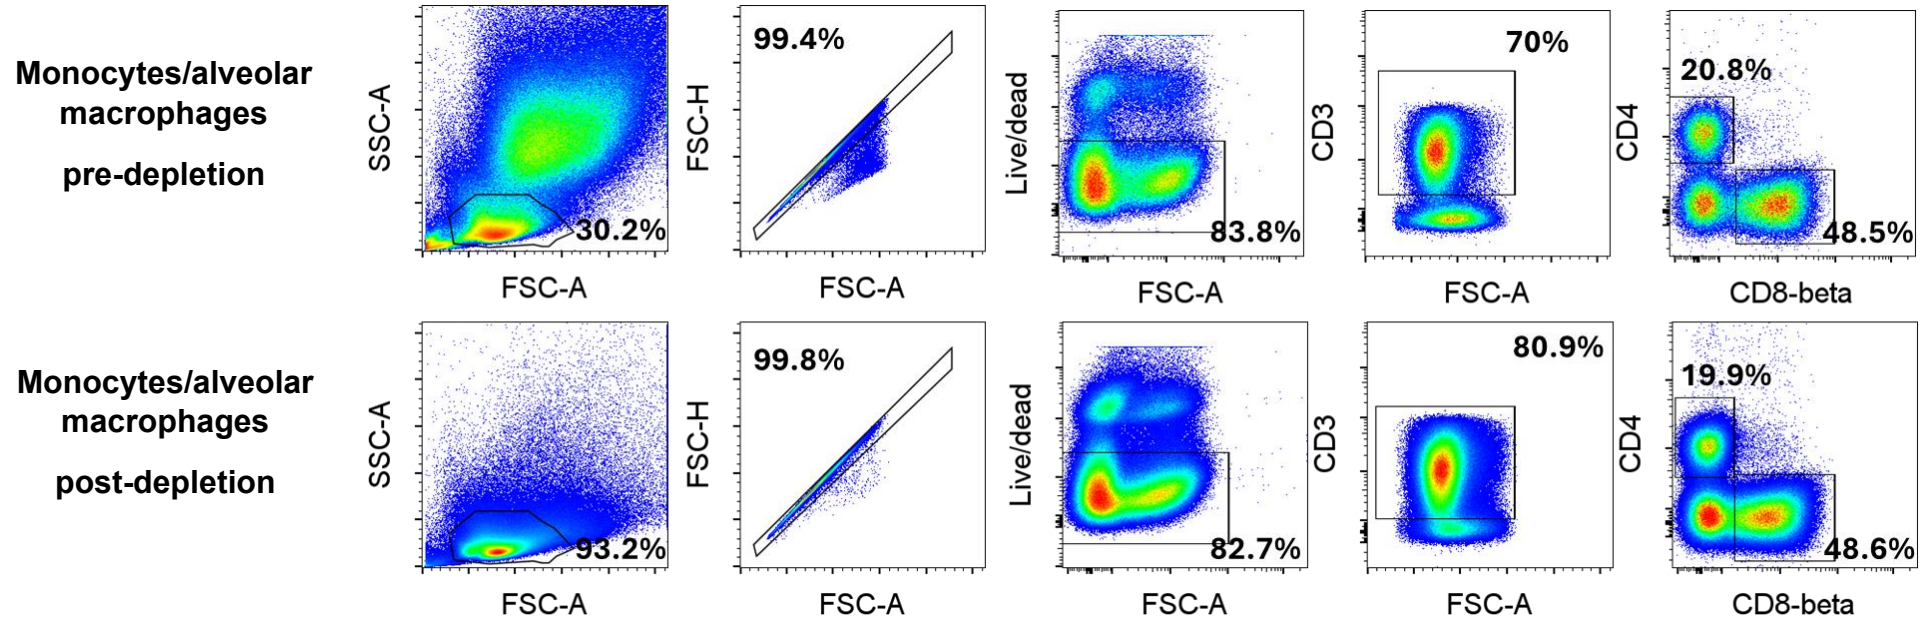 Monocytes/alveolar
macrophages
pre-depletion
SSC-A
30.2%
FSC-A
99.4%
FSC-H
FSC-A
Live/dead
83.8%
FSC-A
70%
CD3
FSC-A
20.8%
CD4
48.5%
CD8-beta
Monocytes/alveolar
macrophages
post-depletion
SSC-A
93.2%
FSC-A
99.8%
FSC-H
FSC-A
Live/dead
82.7%
FSC-A
80.9%
CD3
FSC-A
19.9%
CD4
48.6%
CD8-beta